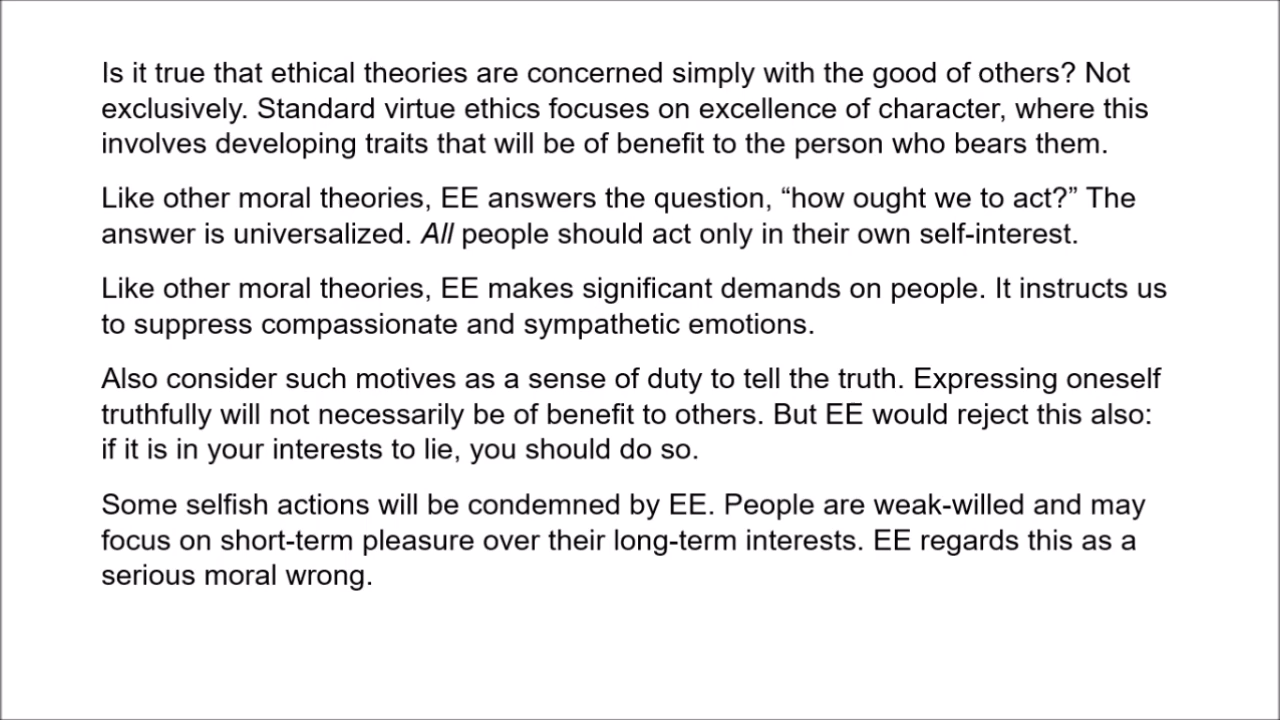 Is it true that ethical theories are concerned simply with the good of others? Not
exclusively. Standard virtue ethics focuses on excellence of character, where this
involves developing traits that will be of benefit to the person who bears them.
Like other moral theories, EE answers the question, “how ought we to act?” The
answer is universalized. All people should act only in their own self-interest.
Like other moral theories, EE makes significant demands on people. It instructs us
to suppress compassionate and sympathetic emotions.
Also consider such motives as a sense of duty to tell the truth. Expressing oneself
truthfully will not necessarily be of benefit to others. But EE would reject this also:
if it is in your interests to lie, you should do so.
Some selfish actions will be condemned by EE. People are weak-willed and may
focus on short-term pleasure over their long-term interests. EE regards this as a
serious moral wrong.